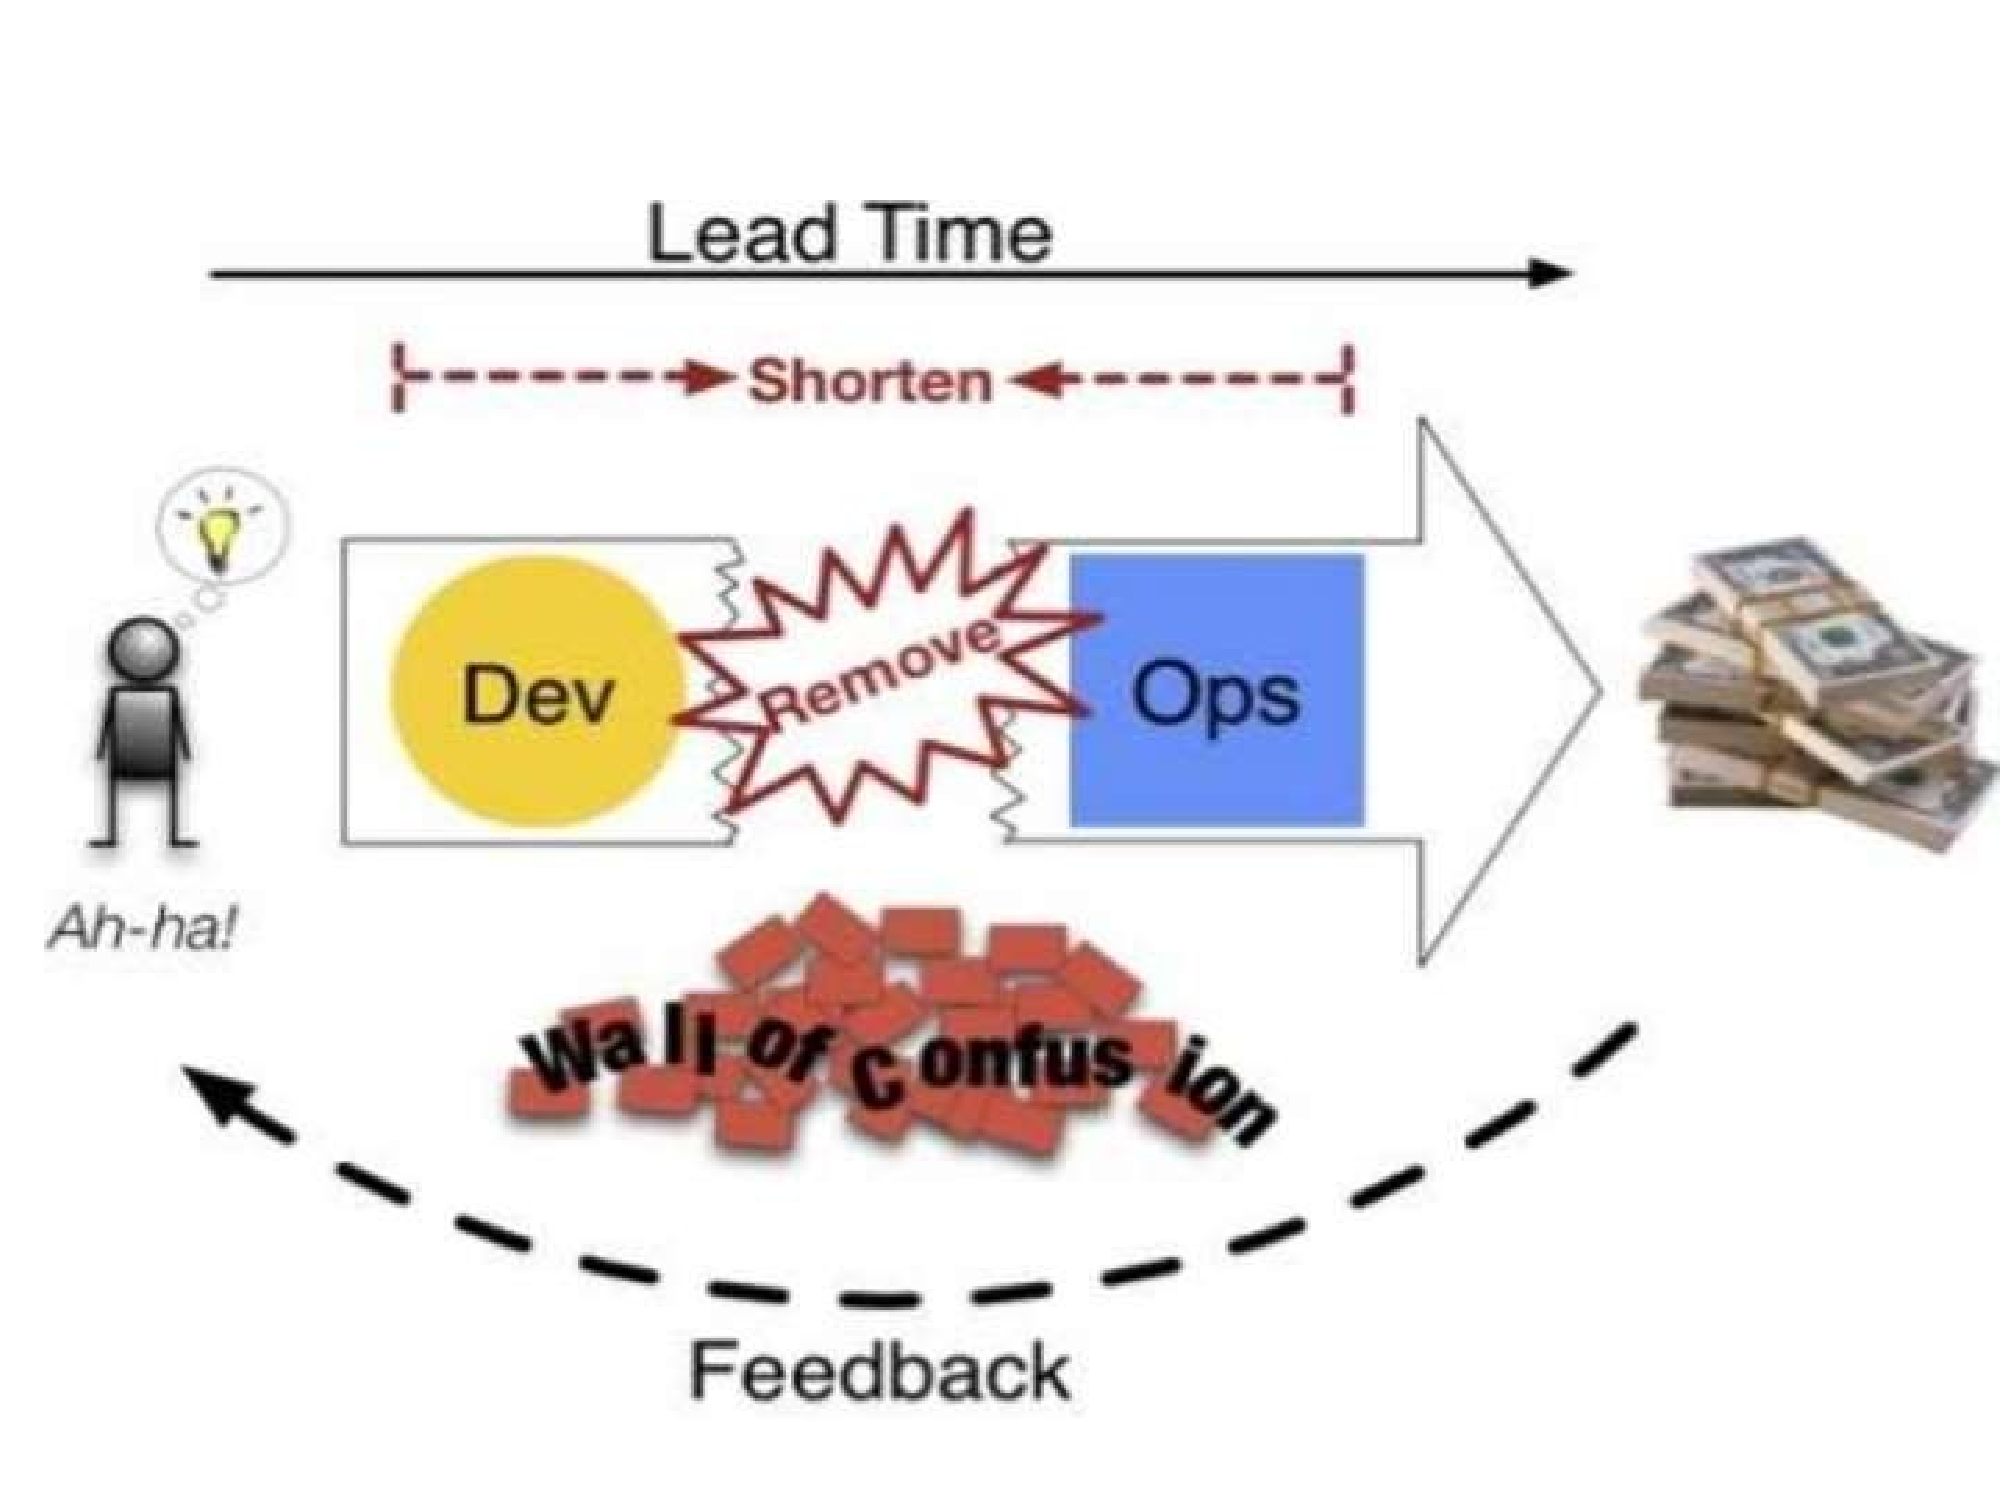 Lead Time
Shorten
Dev
Remove
Ops
Ah-ha!
Wall of Confusion
Feedback